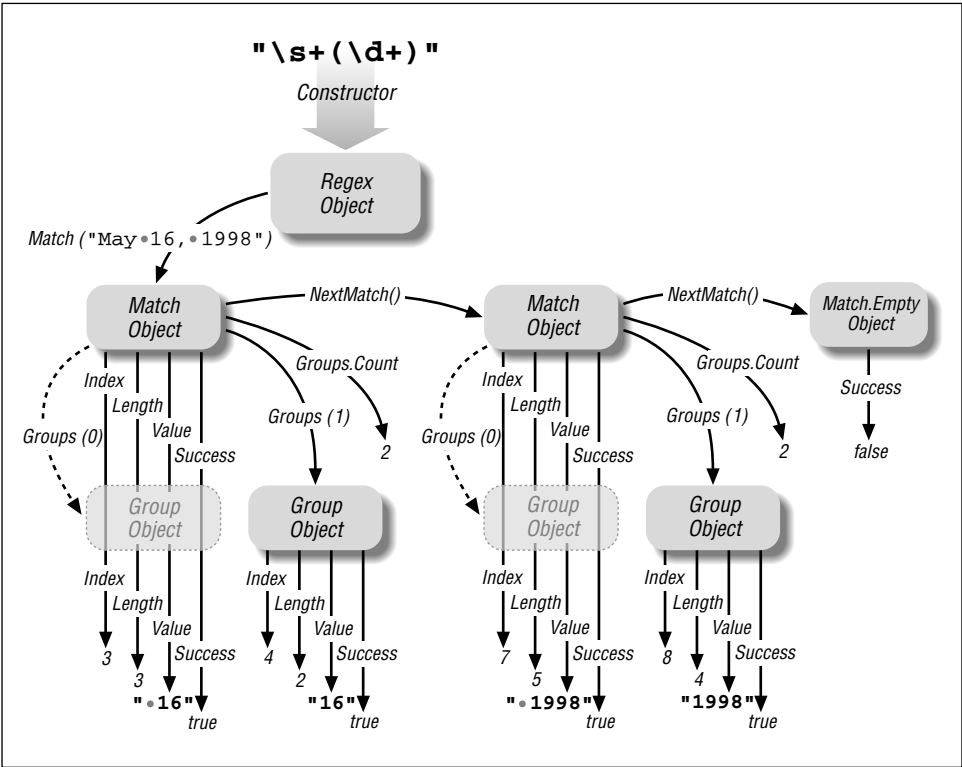 "\s+(\d+)"
Constructor
Regex
Object
Match ("May•16,•1998")
Match
Object
NextMatch()
Groups.Count
2
Groups (1)
Groups (0)
Index
Length
Value
Success
Group
Object
Index
Length
Value
Success
3
3
"•16"
true
Group
Object
Index
Length
Value
Success
4
2
"16"
true
Match
Object
NextMatch()
Groups.Count
2
Groups (1)
Groups (0)
Index
Length
Value
Success
Group
Object
Index
Length
Value
Success
7
5
"•1998"
true
Group
Object
Index
Length
Value
Success
8
4
"1998"
true
Match.Empty
Object
Success
false